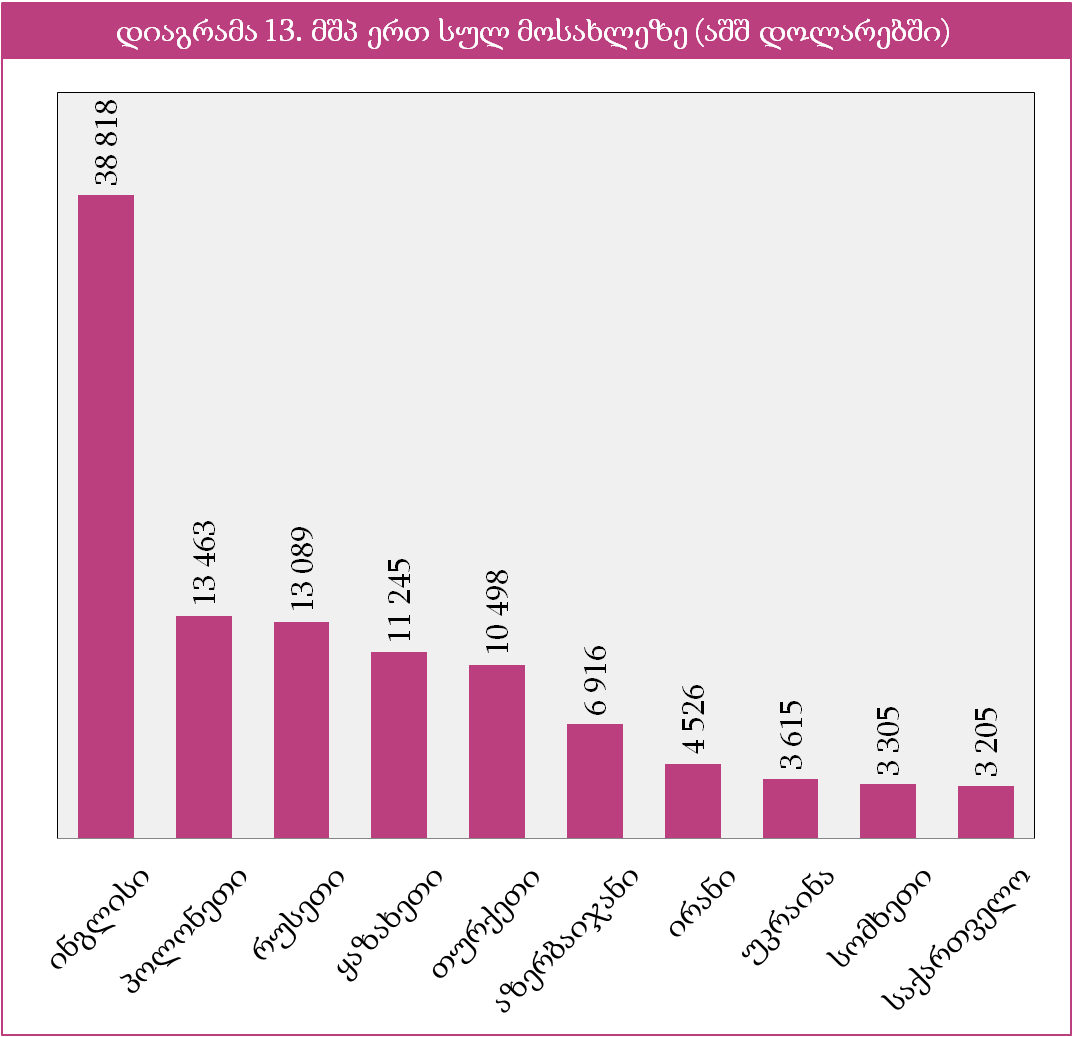 დიაგრამა 13. მშპ ერთ სულ მოსახლეზე (აშშ დოლარებში)
38 818
13 463
13 089
11 245
10 498
6 916
4 526
3 615
3 305
3 205
ინგლისი
პოლონეთი
რუსეთი
ყაზახეთი
თურქეთი
აზერბაიჯანი
ირანი
უკრაინა
სომხეთი
საქართველო